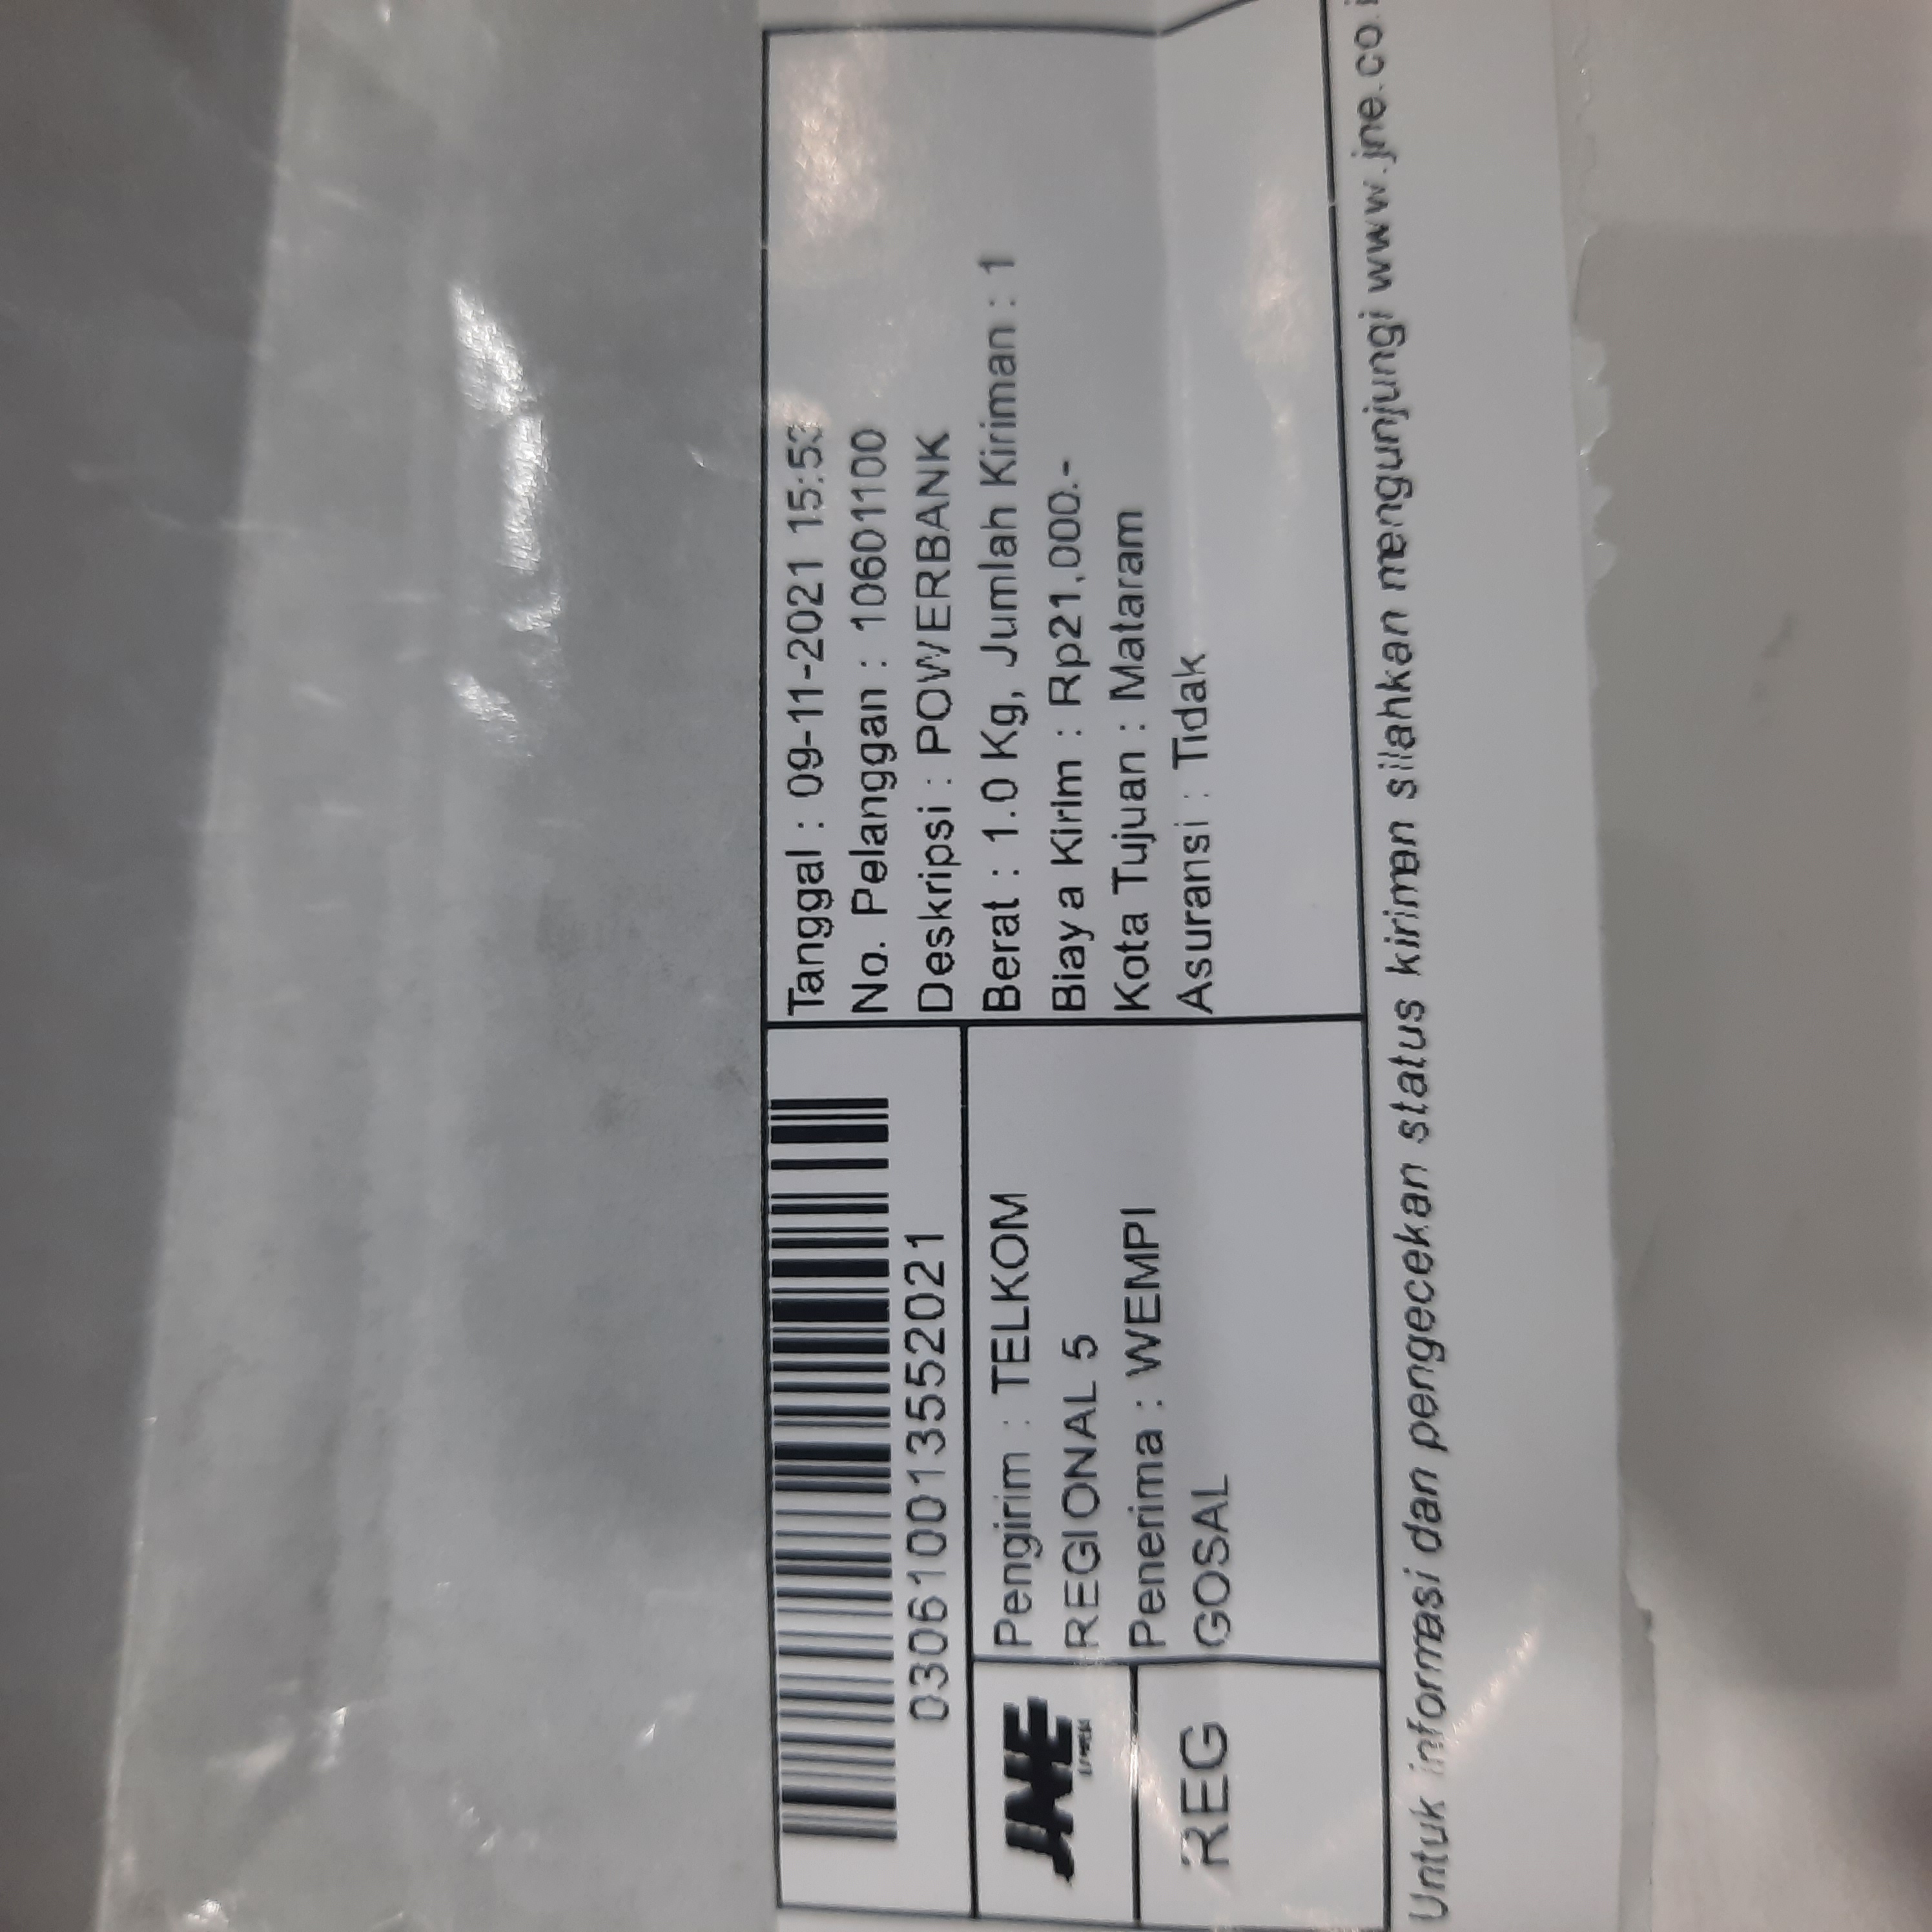 030610013552021
JNE
REG
Pengirim : TELKOM
REGIONAL 5
Penerima : WEMPI
GOSAL
Tanggal : 09-11-2021 15:53
No. Pelanggan : 10601100
Deskripsi : POWERBANK
Berat : 1.0 Kg, Jumlah Kiriman : 1
Biaya Kirim : Rp21,000.-
Kota Tujuan : Mataram
Asuransi : Tidak
Untuk informasi dan pengecekan status kiriman silahkan mengunjungi www.jne.co.i